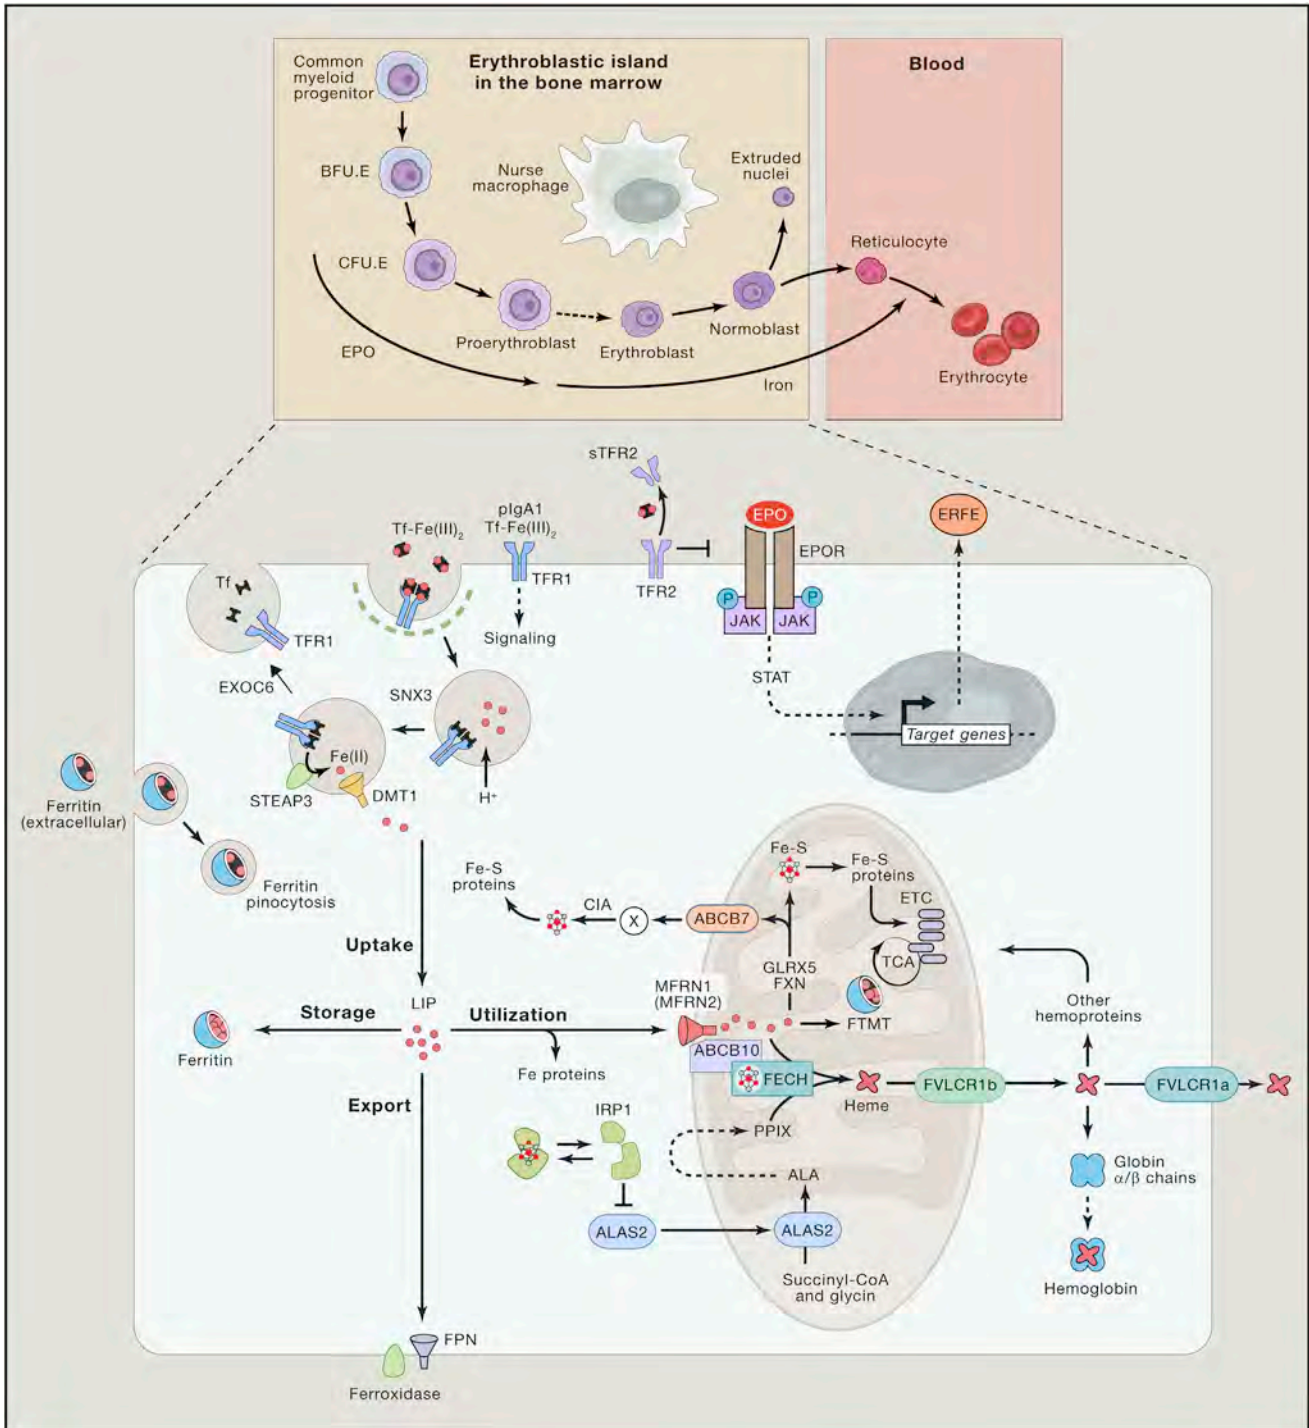 Common
myeloid
progenitor
Erythroblastic island
in the bone marrow
Blood
BFU.E
Nurse
macrophage
Extruded
nuclei
CFU.E
Reticulocyte
Proerythroblast
Erythroblast
Normoblast
EPO
Iron
Erythrocyte
sTFR2
pIgA1
Tf-Fe(III)2
Tf-Fe(III)2
EPO
ERFE
EPOR
Tf
TFR1
TFR2
P
P
JAK
JAK
TFR1
Signaling
EXOC6
SNX3
STAT
Target genes
Fe(II)
STEAP3
DMT1
H+
Ferritin
(extracellular)
Ferritin
pinocytosis
Fe-S
Fe-S
proteins
Fe-S
proteins
ETC
CIA
X
ABCB7
TCA
Uptake
GLRX5
FXN
MFRN1
(MFRN2)
LIP
Storage
Utilization
FTMT
Other
hemoproteins
Ferritin
ABCB10
Fe proteins
FECH
Heme
FVLCR1b
FVLCR1a
Export
IRP1
PPIX
ALA
Globin
α/β chains
ALAS2
ALAS2
Succinyl-CoA
and glycin
Hemoglobin
FPN
Ferroxidase